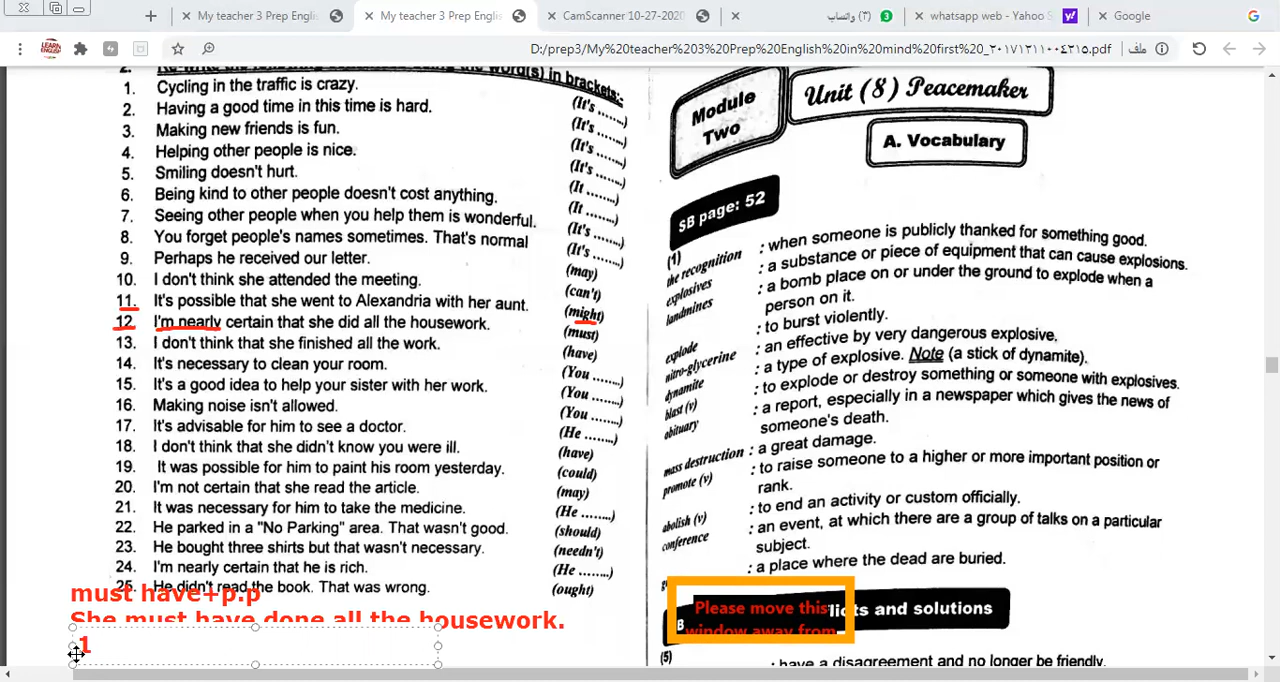 My teacher 3 Prep Engli
My teacher 3 Prep Englis
CamScanner 10-27-2020
(٣) واتساب
3
whatsapp web - Yahoo S
Google
D:/prep3/My%20teacher%203%20Prep%20English%20in%20mind%20first%20_٢٠١٧١٢١١٠٠٤٢١٥.pdf
ملف
2. Re-write the following sentences using the word(s) in brackets:-
1. Cycling in the traffic is crazy. (It's .......)
2. Having a good time in this time is hard. (It's .......)
3. Making new friends is fun. (It's .......)
4. Helping other people is nice. (It's .......)
5. Smiling doesn't hurt. (It .......)
6. Being kind to other people doesn't cost anything. (It .......)
7. Seeing other people when you help them is wonderful. (It's .......)
8. You forget people's names sometimes. That's normal (It's .......)
9. Perhaps he received our letter. (may)
10. I don't think she attended the meeting. (can't)
11. It's possible that she went to Alexandria with her aunt. (might)
12. I'm nearly certain that she did all the housework. (must)
13. I don't think that she finished all the work. (have)
14. It's necessary to clean your room. (You .......)
15. It's a good idea to help your sister with her work. (You .......)
16. Making noise isn't allowed. (You .......)
17. It's advisable for him to see a doctor. (He .......)
18. I don't think that she didn't know you were ill. (have)
19. It was possible for him to paint his room yesterday. (could)
20. I'm not certain that she read the article. (may)
21. It was necessary for him to take the medicine. (He .......)
22. He parked in a "No Parking" area. That wasn't good. (should)
23. He bought three shirts but that wasn't necessary. (needn't)
24. I'm nearly certain that he is rich. (He .......)
25. He didn't read the book. That was wrong. (ought)
must have+p.p
She must have done all the housework.
1
Module
Two
Unit (8) Peacemaker
A. Vocabulary
SB page: 52
(1)
the recognition : when someone is publicly thanked for something good.
explosives : a substance or piece of equipment that can cause explosions.
landmines : a bomb place on or under the ground to explode when a
person on it.
explode : to burst violently.
nitro-glycerine : an effective by very dangerous explosive.
dynamite : a type of explosive. Note (a stick of dynamite).
blast (v) : to explode or destroy something or someone with explosives.
obituary : a report, especially in a newspaper which gives the news of
someone's death.
mass destruction : a great damage.
promote (v) : to raise someone to a higher or more important position or
rank.
abolish (v) : to end an activity or custom officially.
conference : an event, at which there are a group of talks on a particular
subject.
: a place where the dead are buried.
Please move this
window away from
B
and solutions
(5)
: have a disagreement and no longer be friendly.